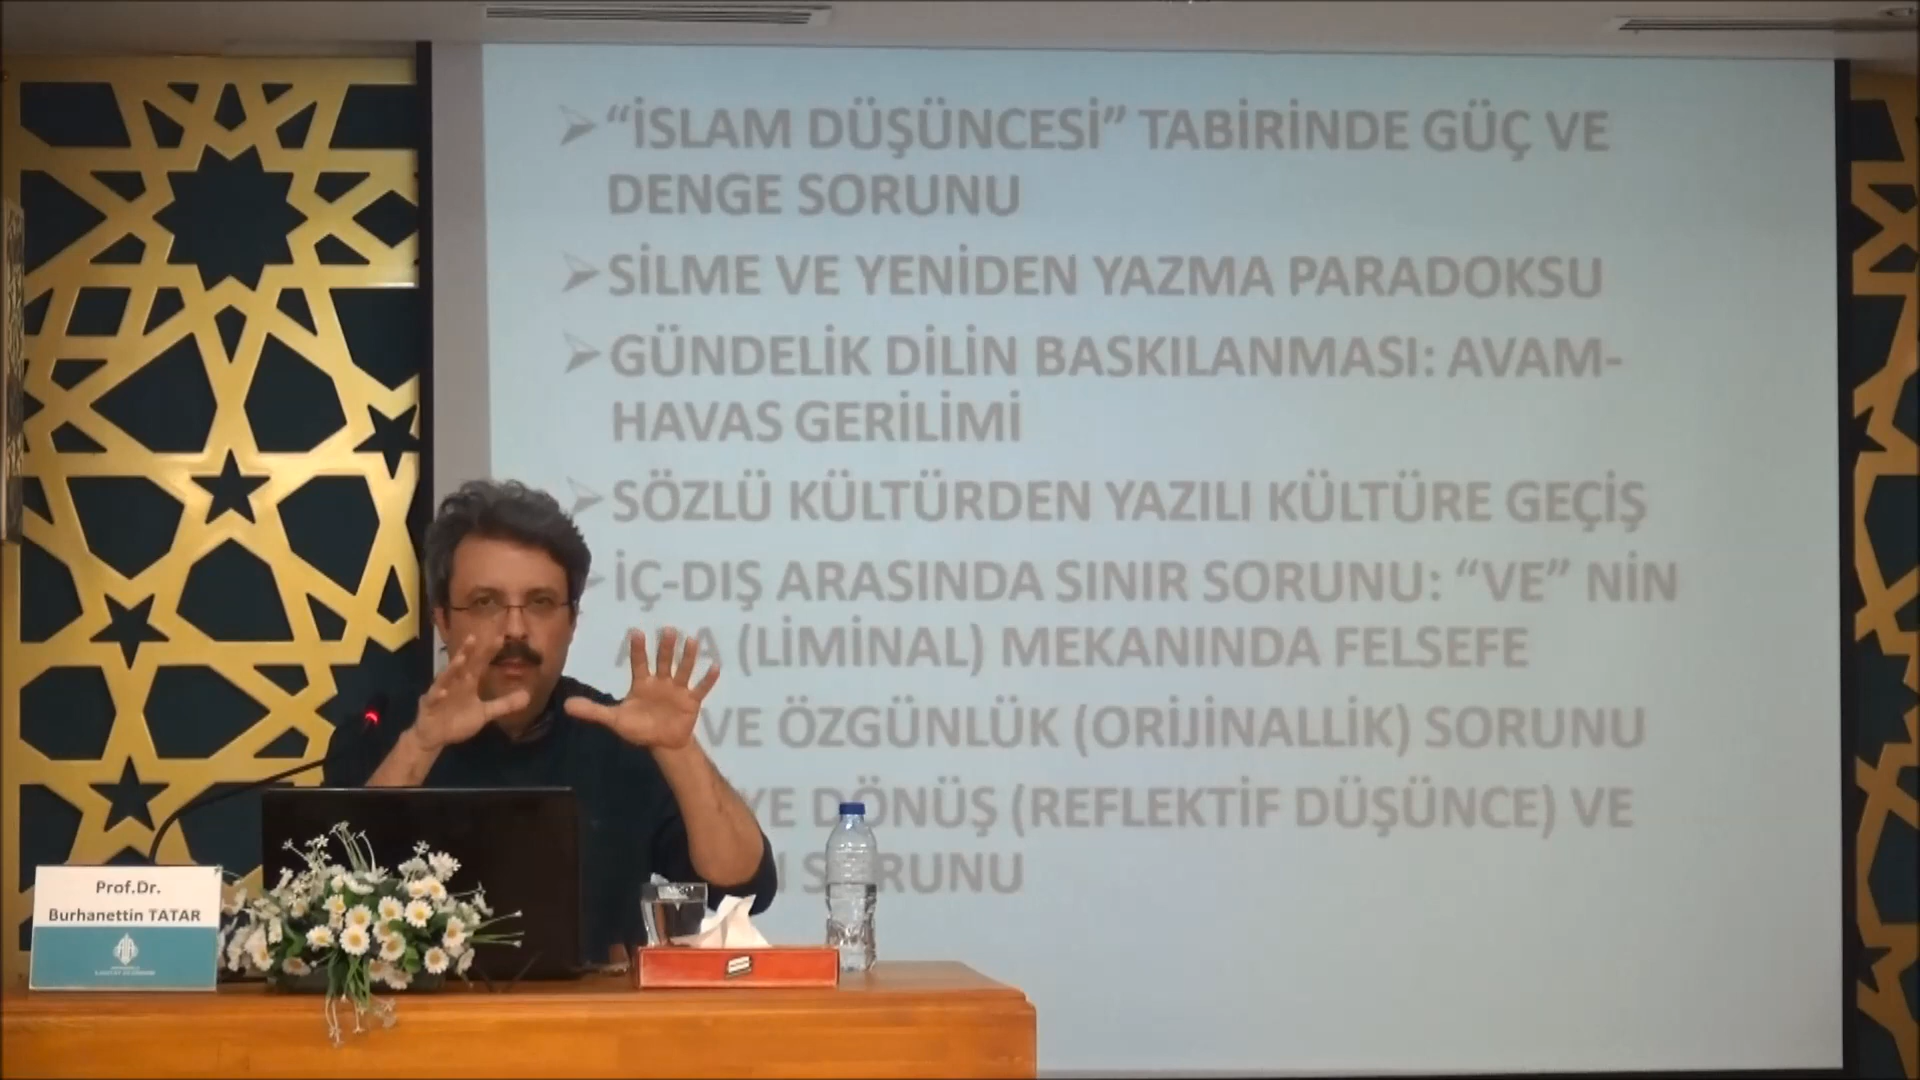 “İSLAM DÜŞÜNCESİ” TABİRİNDE GÜÇ VE
DENGE SORUNU
SİLME VE YENİDEN YAZMA PARADOKSU
GÜNDELİK DİLİN BASKILANMASI: AVAM-
HAVAS GERİLİMİ
SÖZLÜ KÜLTÜRDEN YAZILI KÜLTÜRE GEÇİŞ
İÇ-DIŞ ARASINDA SINIR SORUNU: “VE” NİN
ARA (LİMİNAL) MEKANINDA FELSEFE
VE ÖZGÜNLÜK (ORİJİNALLİK) SORUNU
DÖNÜŞ (REFLEKTİF DÜŞÜNCE) VE
SORUNU
Prof.Dr.
Burhanettin TATAR